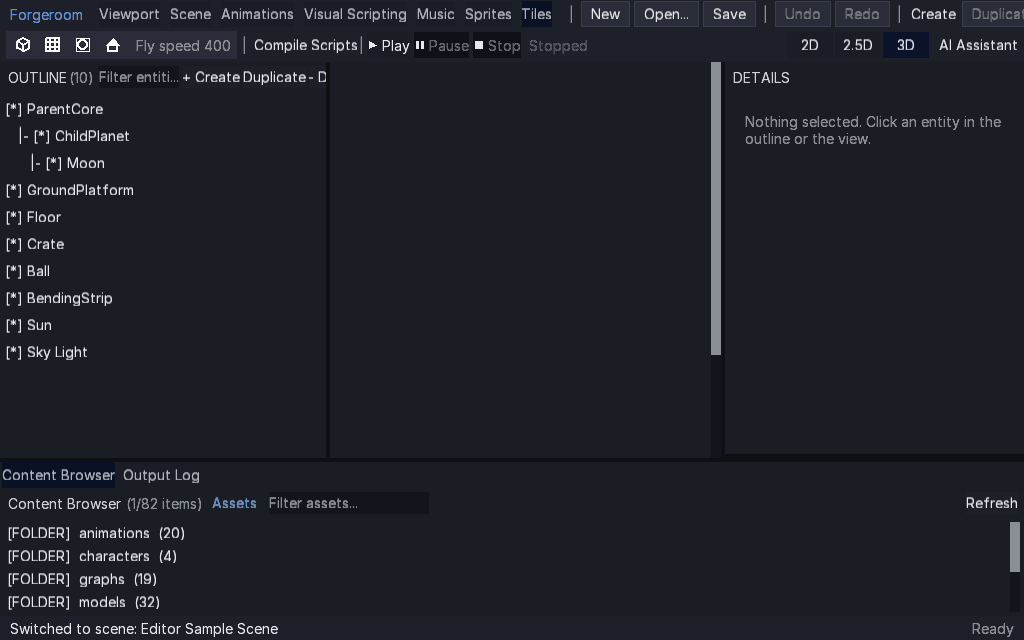 Forgeroom Viewport Scene Animations Visual Scripting Music Sprites Tiles | New Open... Save | Undo Redo | Create Duplicat
Fly speed 400 | Compile Scripts | Play Pause Stop Stopped 2D 2.5D 3D AI Assistant
OUTLINE (10) Filter entiti... + Create Duplicate - D
DETAILS
[*] ParentCore
|- [*] ChildPlanet
|- [*] Moon
[*] GroundPlatform
[*] Floor
[*] Crate
[*] Ball
[*] BendingStrip
[*] Sun
[*] Sky Light
Nothing selected. Click an entity in the
outline or the view.
Content Browser Output Log
Content Browser (1/82 items) Assets Filter assets... Refresh
[FOLDER] animations (20)
[FOLDER] characters (4)
[FOLDER] graphs (19)
[FOLDER] models (32)
Switched to scene: Editor Sample Scene Ready